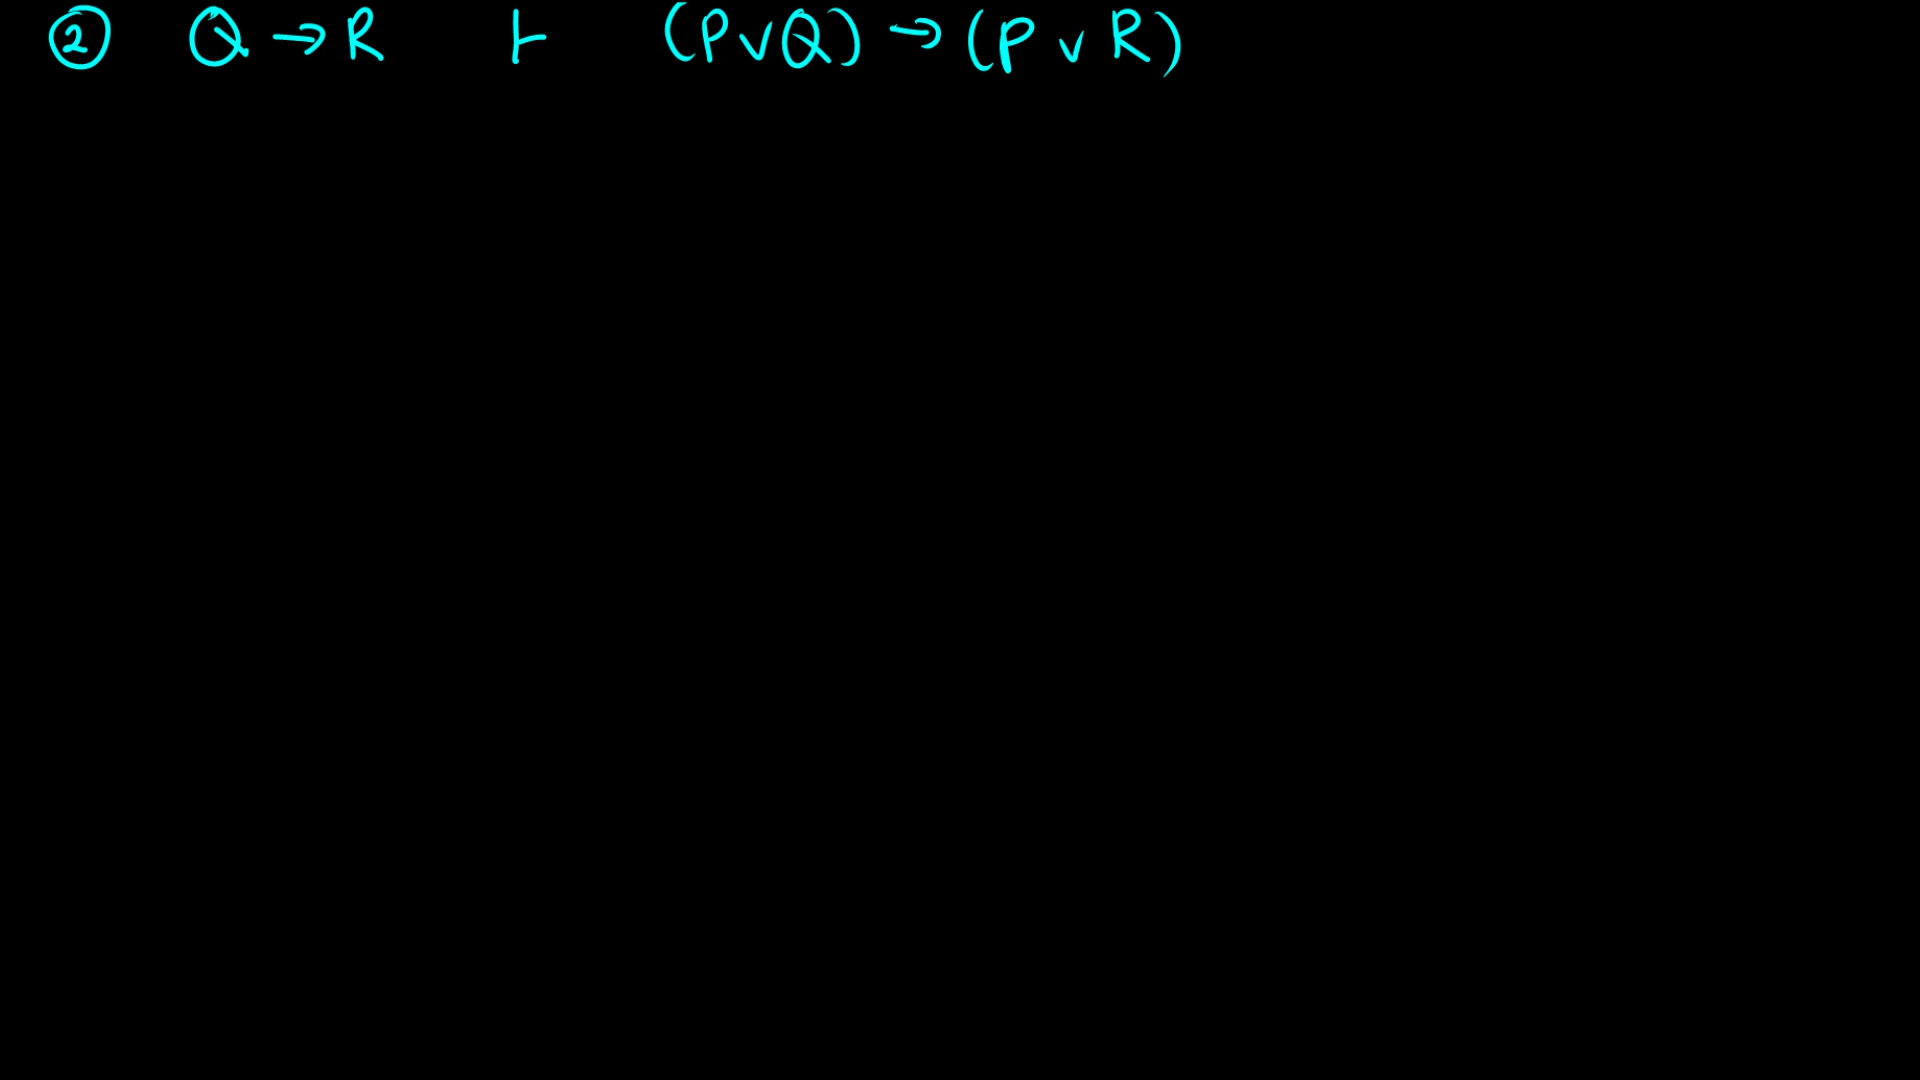 ② Q → R ⊢ (P ∨ Q) → (P ∨ R)